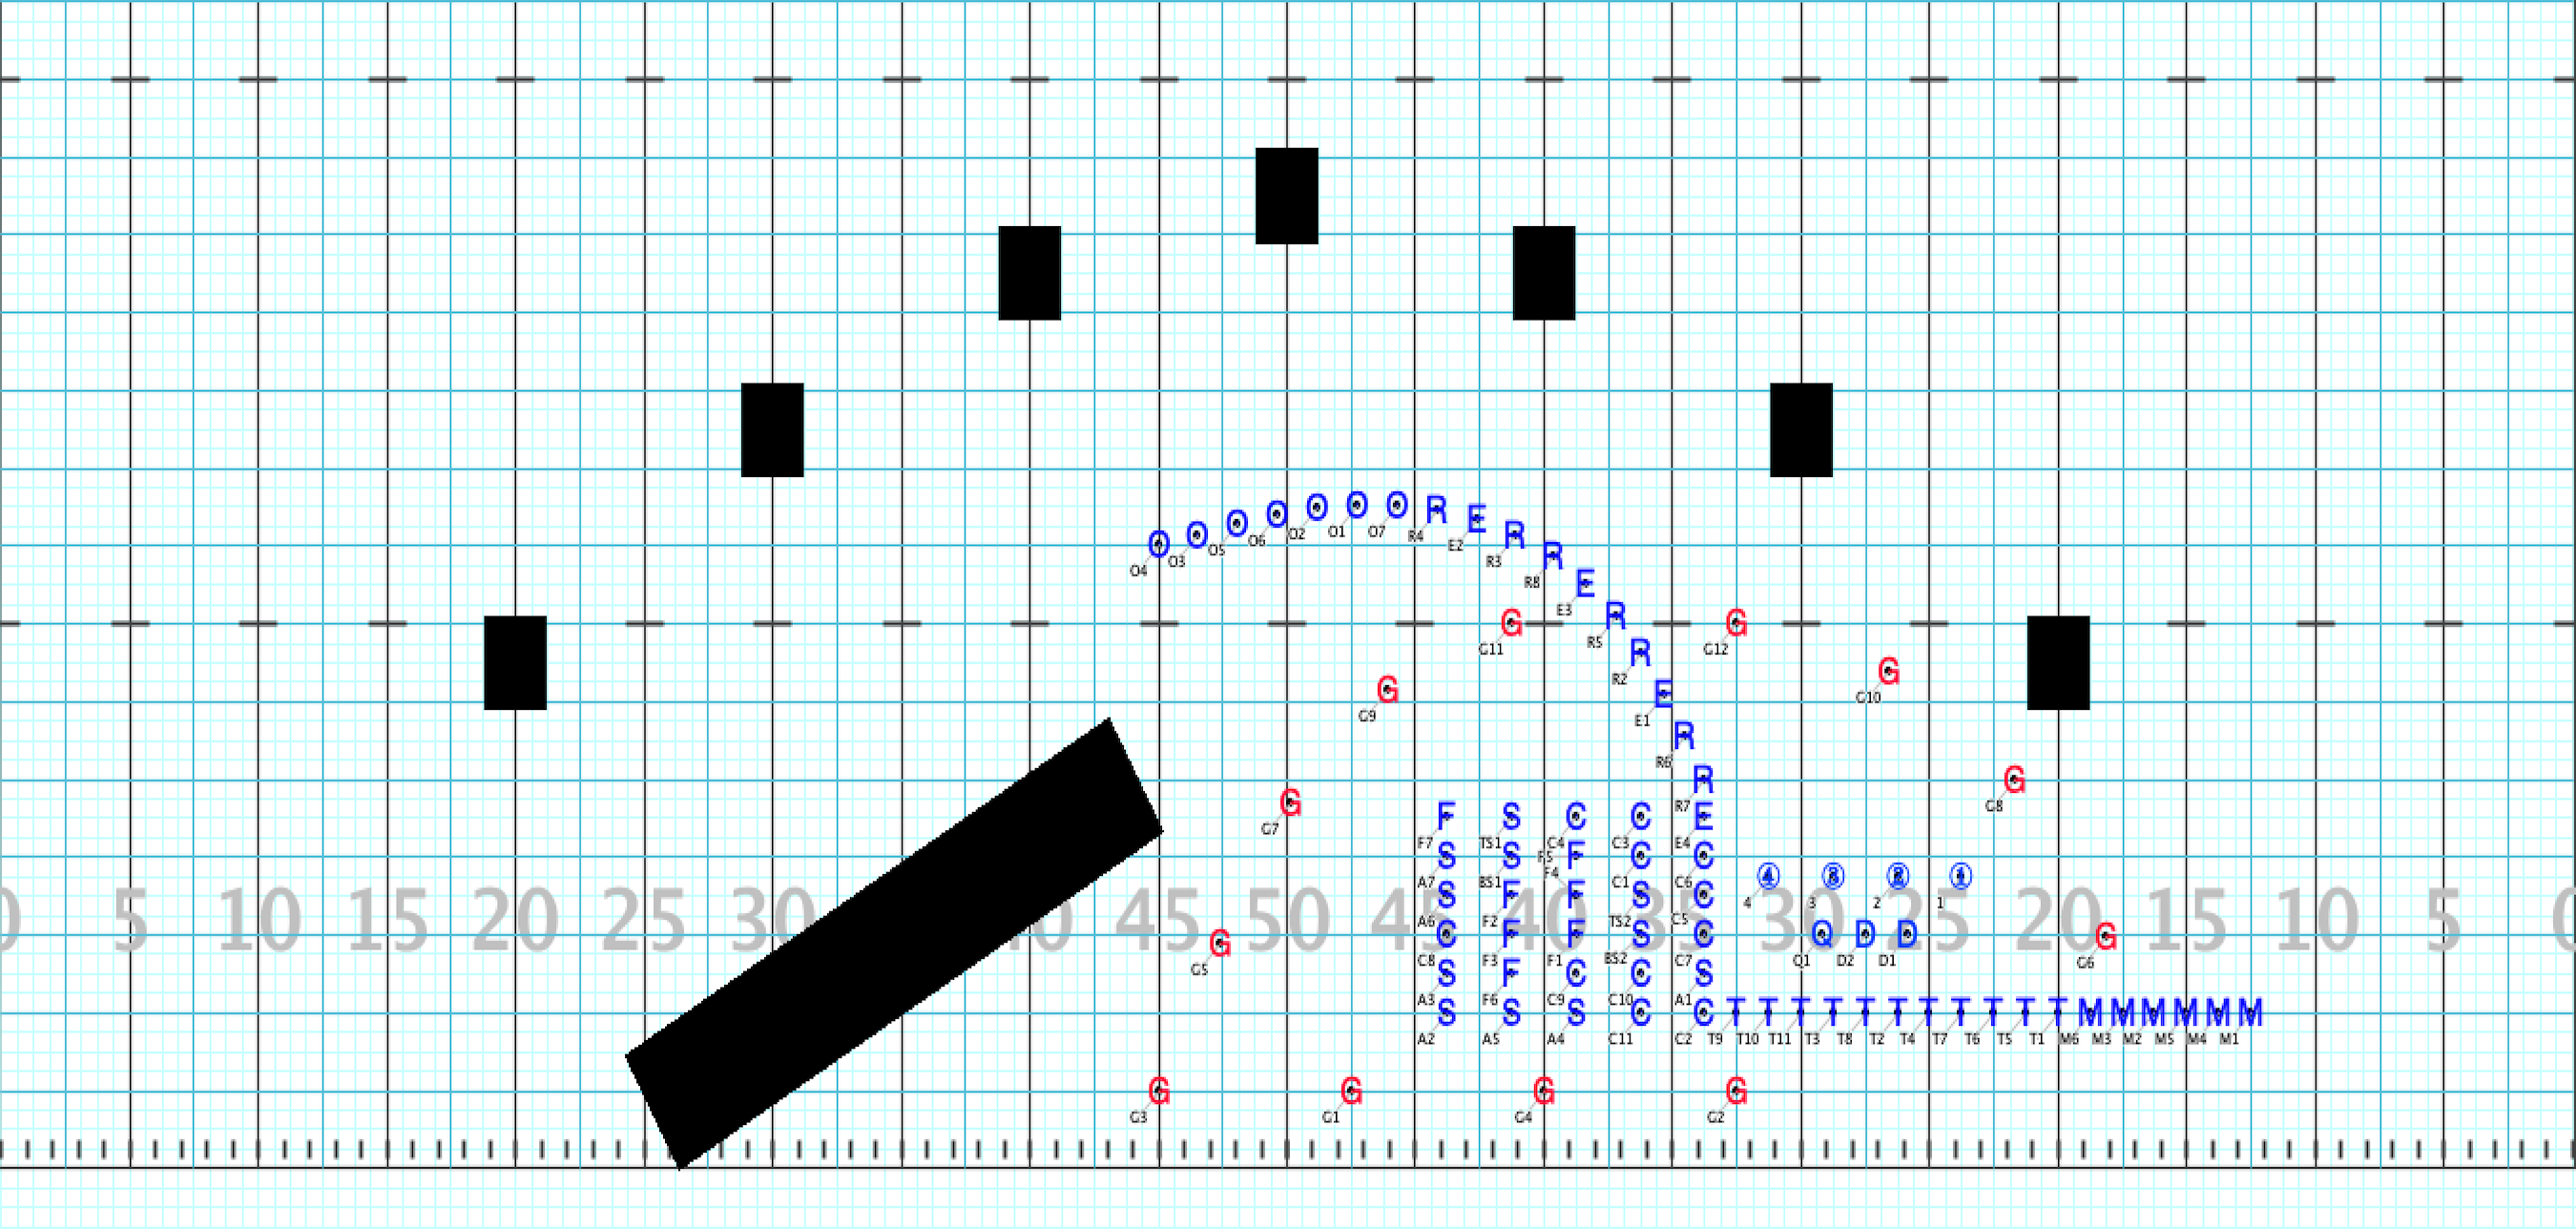 O O O O O O O R E R R E R R E R R
O4 O3 O5 O6 O2 O1 O7 R4 E2 R3 R8 E3 R5 R2 E1 R6 R7
G G
G11 G12
G G
G9 G10
G G
G7 G8
F S C C E
F7 TS1 C4 C3 E4
S S F C C 4 3 2 1
A7 BS1 F5 C1 C6 4 3 2 1
S F F S C
A6 F2 F4 TS2 C5
C F F S C Q D D
C8 F3 F1 BS2 C7 Q1 D2 D1
G G
G5 G6
0 5 10 15 20 25 30 40 45 50 45 40 35 30 25 20 15 10 5 0
S F C C S
A3 F6 C9 C10 A1
S S S C C T T T T T T T T T T T M M M M M M
A2 A5 A4 C11 C2 T9 T10 T11 T3 T8 T2 T4 T7 T6 T5 T1 M6 M3 M2 M5 M4 M1
G G G G
G3 G1 G4 G2